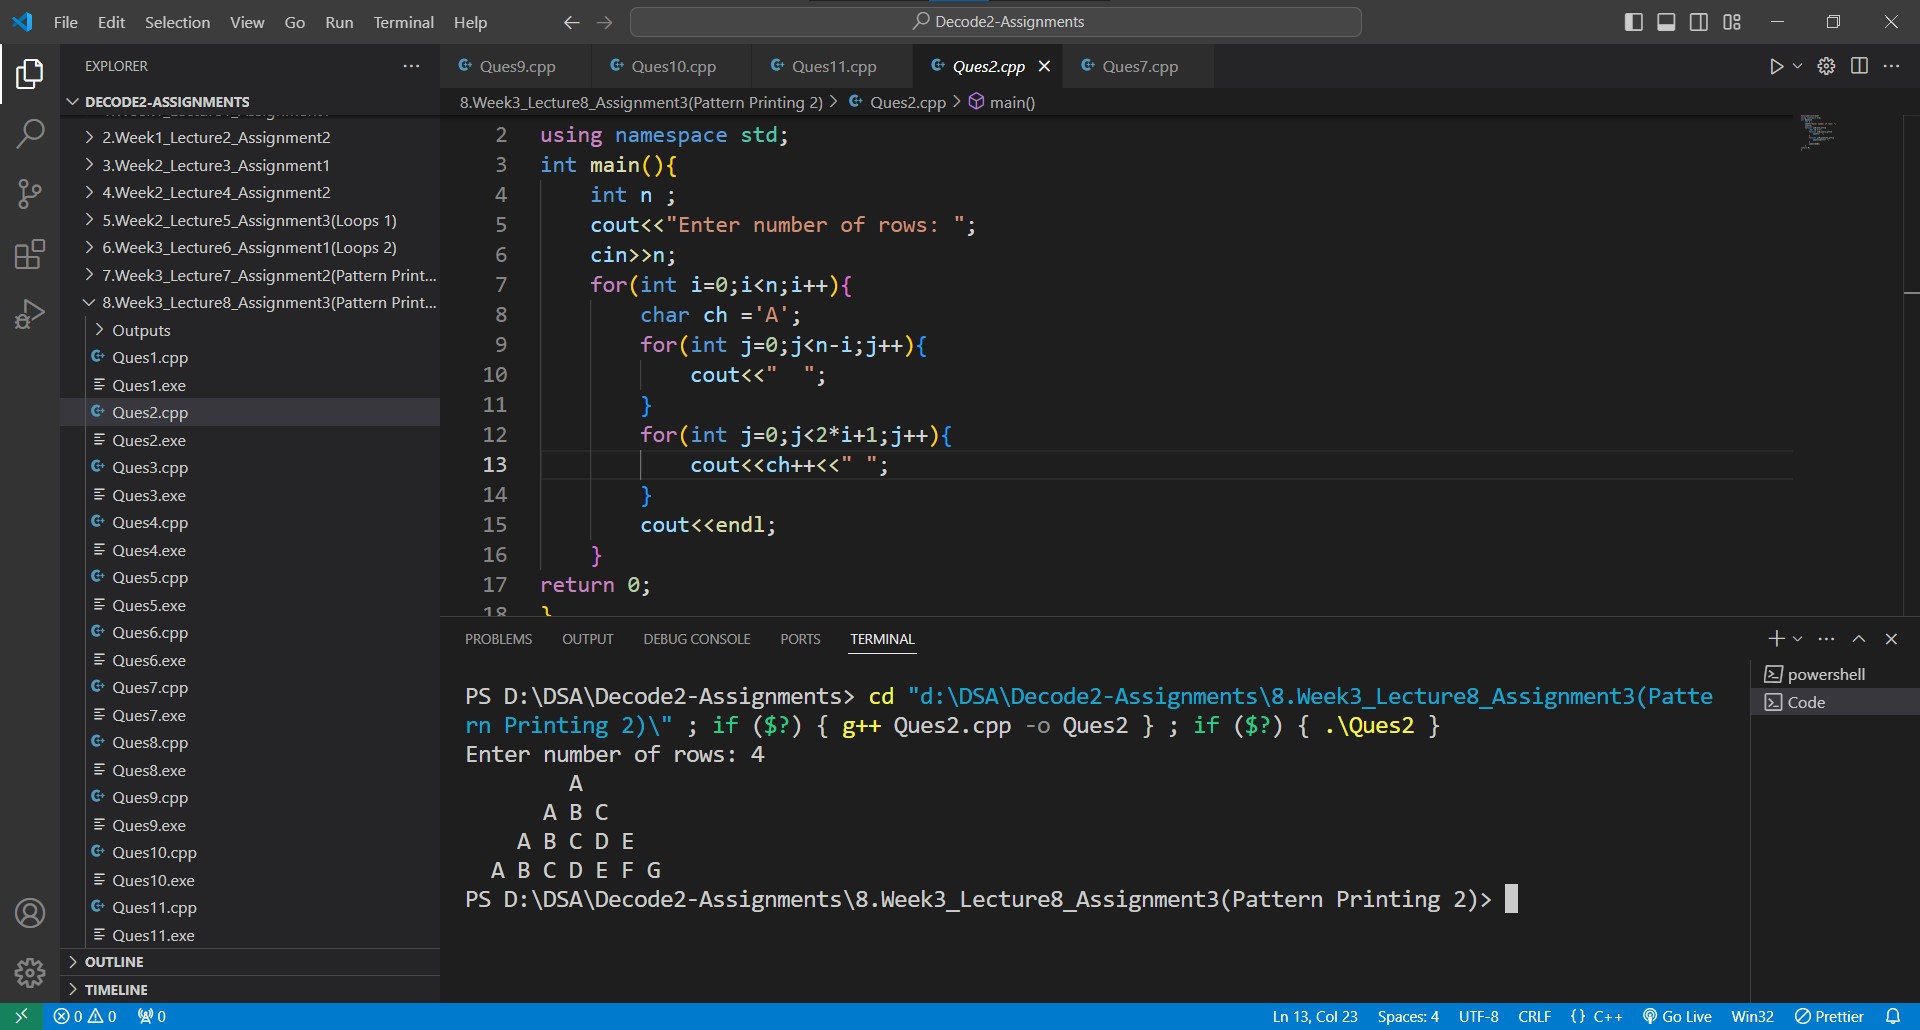 File Edit Selection View Go Run Terminal Help
Decode2-Assignments
EXPLORER
DECODE2-ASSIGNMENTS
2.Week1_Lecture2_Assignment2
3.Week2_Lecture3_Assignment1
4.Week2_Lecture4_Assignment2
5.Week2_Lecture5_Assignment3(Loops 1)
6.Week3_Lecture6_Assignment1(Loops 2)
7.Week3_Lecture7_Assignment2(Pattern Print...
8.Week3_Lecture8_Assignment3(Pattern Print...
Outputs
Ques1.cpp
Ques1.exe
Ques2.cpp
Ques2.exe
Ques3.cpp
Ques3.exe
Ques4.cpp
Ques4.exe
Ques5.cpp
Ques5.exe
Ques6.cpp
Ques6.exe
Ques7.cpp
Ques7.exe
Ques8.cpp
Ques8.exe
Ques9.cpp
Ques9.exe
Ques10.cpp
Ques10.exe
Ques11.cpp
Ques11.exe
OUTLINE
TIMELINE
Ques9.cpp Ques10.cpp Ques11.cpp Ques2.cpp Ques7.cpp
8.Week3_Lecture8_Assignment3(Pattern Printing 2) > Ques2.cpp > main()
2 using namespace std;
3 int main(){
4 int n ;
5 cout<<"Enter number of rows: ";
6 cin>>n;
7 for(int i=0;i<n;i++){
8 char ch ='A';
9 for(int j=0;j<n-i;j++){
10 cout<<"  ";
11 }
12 for(int j=0;j<2*i+1;j++){
13 cout<<ch++<<" ";
14 }
15 cout<<endl;
16 }
17 return 0;
18 }
PROBLEMS OUTPUT DEBUG CONSOLE PORTS TERMINAL
PS D:\DSA\Decode2-Assignments> cd "d:\DSA\Decode2-Assignments\8.Week3_Lecture8_Assignment3(Patte
rn Printing 2)\" ; if ($?) { g++ Ques2.cpp -o Ques2 } ; if ($?) { .\Ques2 }
Enter number of rows: 4
A
A B C
A B C D E
A B C D E F G
PS D:\DSA\Decode2-Assignments\8.Week3_Lecture8_Assignment3(Pattern Printing 2)>
powershell
Code
0 0 0 Ln 13, Col 23 Spaces: 4 UTF-8 CRLF {} C++ Go Live Win32 Prettier